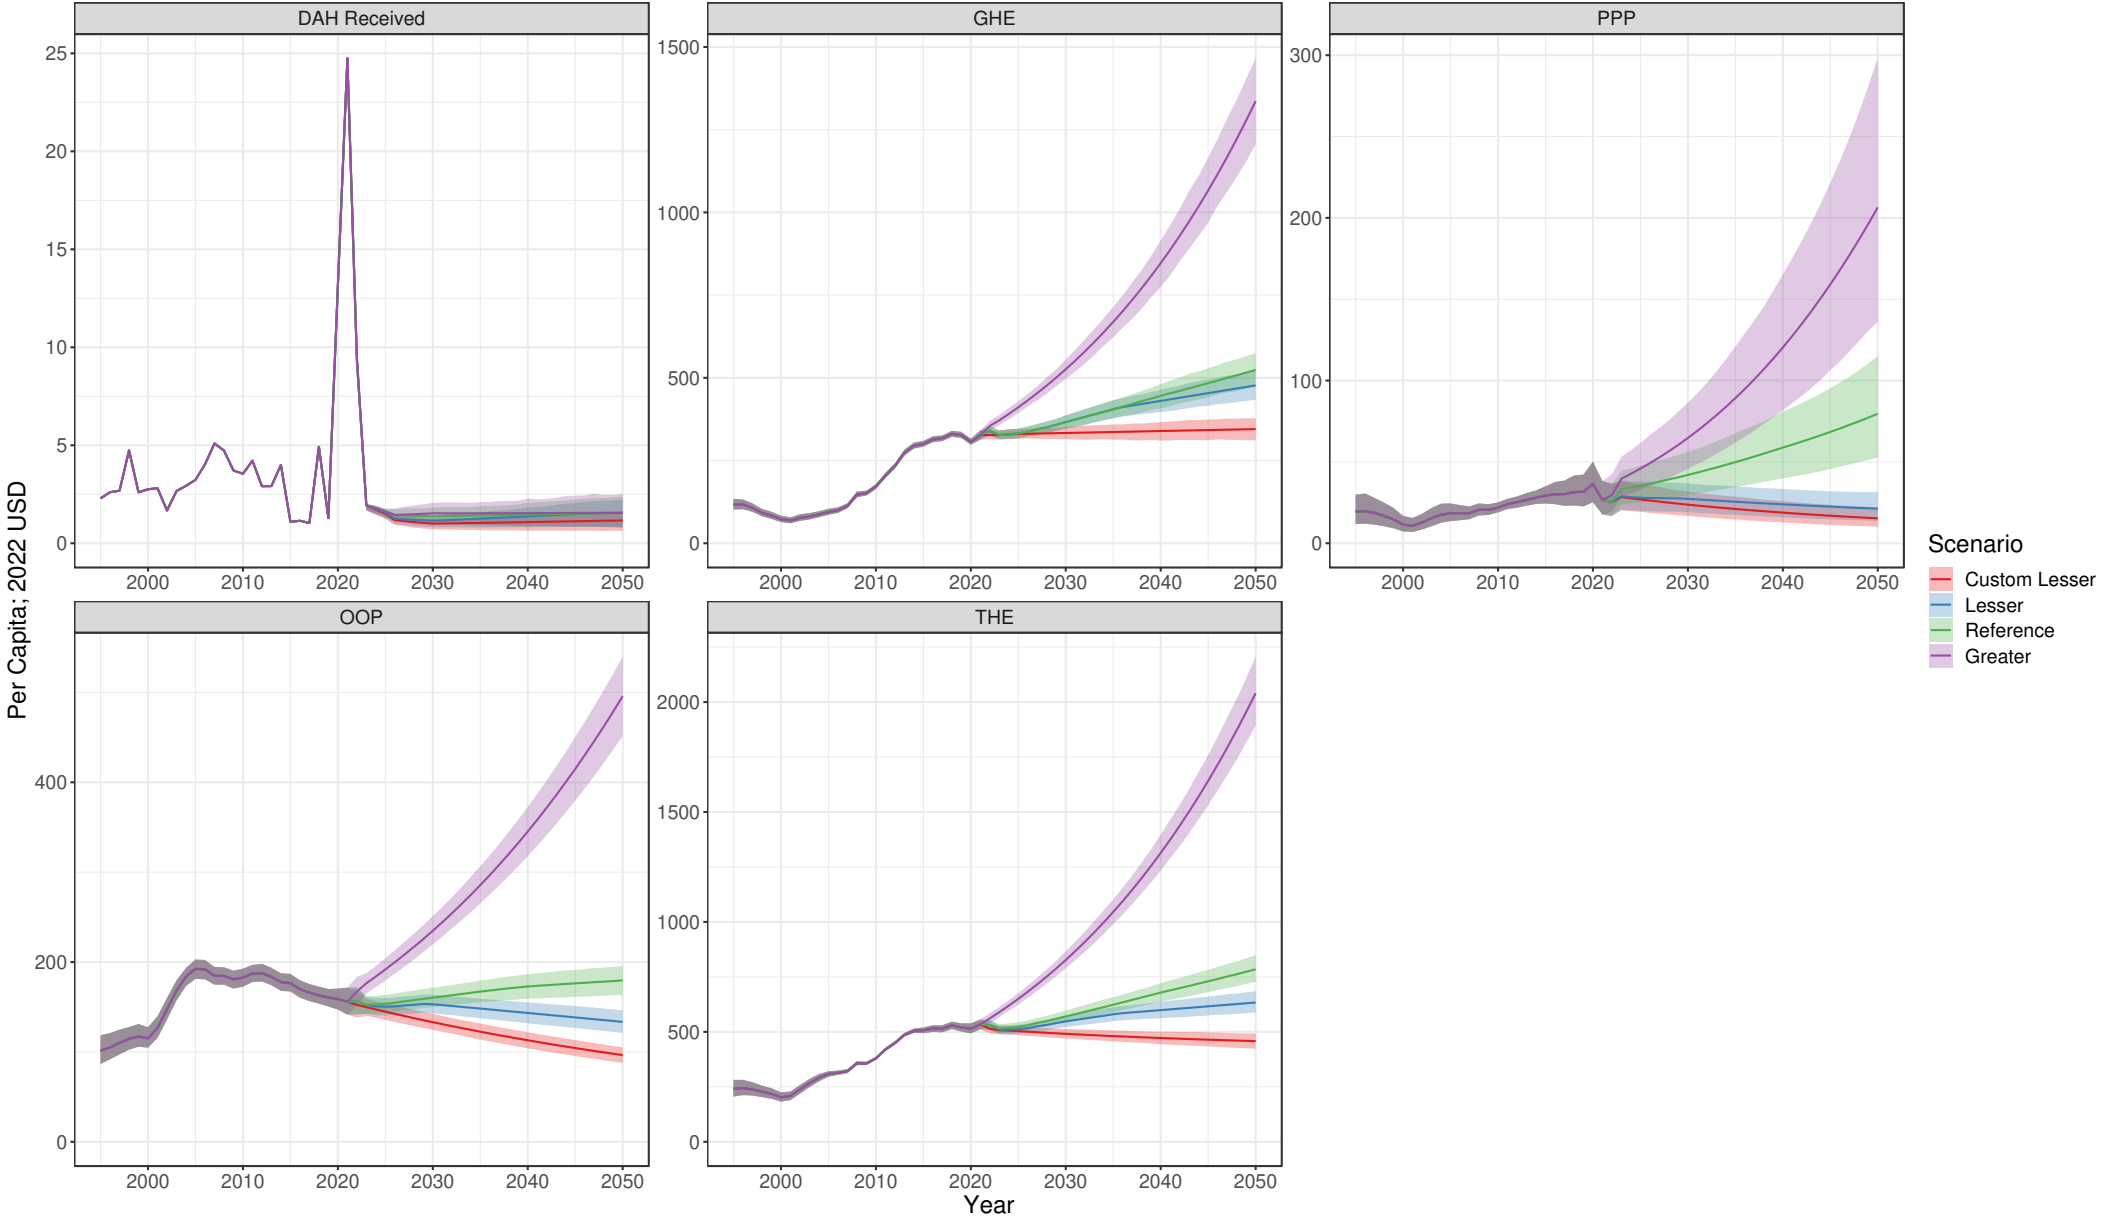 DAH Received
GHE
PPP
25
20
15
10
5
0
2000 2010 2020 2030 2040 2050
1500
1000
500
0
2000 2010 2020 2030 2040 2050
300
200
100
0
2000 2010 2020 2030 2040 2050
OOP
THE
400
200
0
2000 2010 2020 2030 2040 2050
2000
1500
1000
500
0
2000 2010 2020 2030 2040 2050
Per Capita; 2022 USD
Year
Scenario
Custom Lesser
Lesser
Reference
Greater